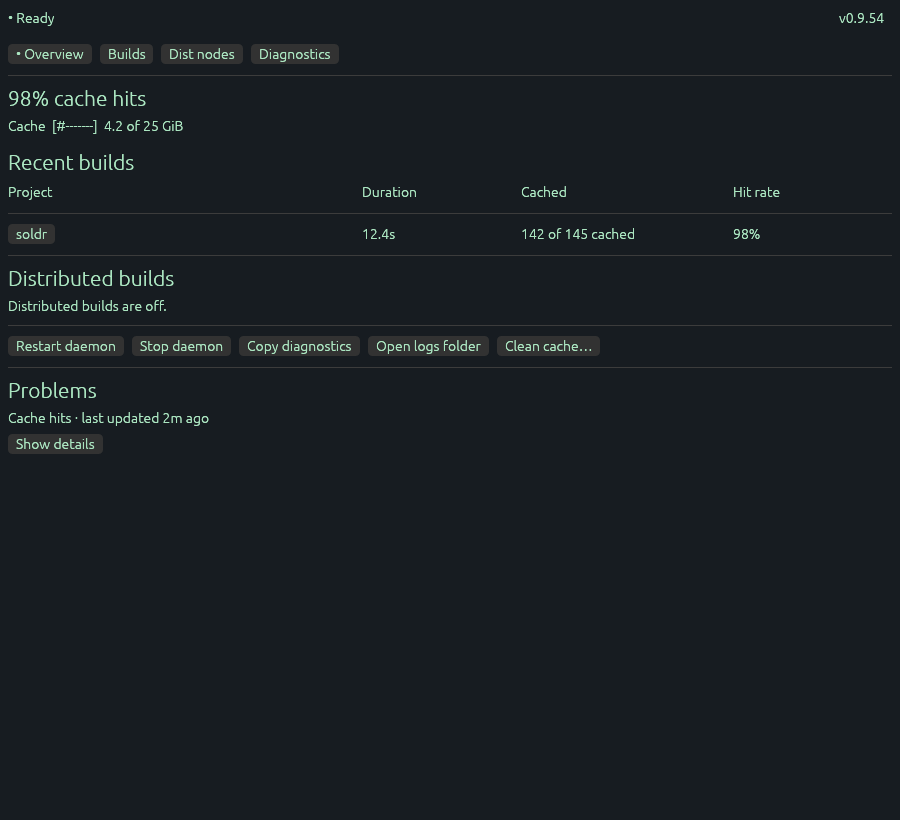 • Ready v0.9.54
• Overview Builds Dist nodes Diagnostics
98% cache hits
Cache [#-------] 4.2 of 25 GiB
Recent builds
Project Duration Cached Hit rate
soldr 12.4s 142 of 145 cached 98%
Distributed builds
Distributed builds are off.
Restart daemon Stop daemon Copy diagnostics Open logs folder Clean cache…
Problems
Cache hits · last updated 2m ago
Show details